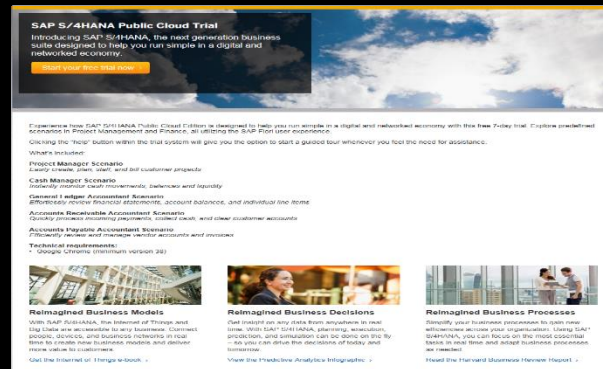 SAP S/4HANA Public Cloud Trial
Introducing SAP S/4HANA, the next generation business
suite designed to help you run simple in a digital and
networked economy.
Start your free trial now ›
Experience how SAP S/4HANA Public Cloud Edition is designed to help you run simple in a digital and networked economy with this free 7-day trial. Explore predefined
scenarios in Project Management and Finance, all utilizing the SAP Fiori user experience.
Clicking the "help" button within the trial system will give you the option to start a guided tour whenever you feel the need for assistance.
What's included:
Project Manager Scenario
Easily create, plan, staff, and bill customer projects
Cash Manager Scenario
Instantly monitor cash movements, balances and liquidity
General Ledger Accountant Scenario
Effortlessly review financial statements, account balances, and individual line items
Accounts Receivable Accountant Scenario
Quickly process incoming payments, collect cash, and clear customer accounts
Accounts Payable Accountant Scenario
Efficiently review and manage vendor accounts and invoices
Technical requirements:
• Google Chrome (minimum version 38)
Reimagined Business Models
With SAP S/4HANA, the Internet of Things and
Big Data are accessible to any business. Connect
people, devices, and business networks in real
time to create new business models and deliver
more value to customers.
Get the Internet of Things e-book ›
Reimagined Business Decisions
Get insight on any data from anywhere in real
time. With SAP S/4HANA, planning, execution,
prediction, and simulation can be done on the fly
– so you can drive the decisions of today and
tomorrow.
View the Predictive Analytics Infographic ›
Reimagined Business Processes
Simplify your business processes to gain new
efficiencies across your organization. Using SAP
S/4HANA, you can focus on the most essential
tasks in real time and adapt business processes
as needed.
Read the Harvard Business Review Report ›